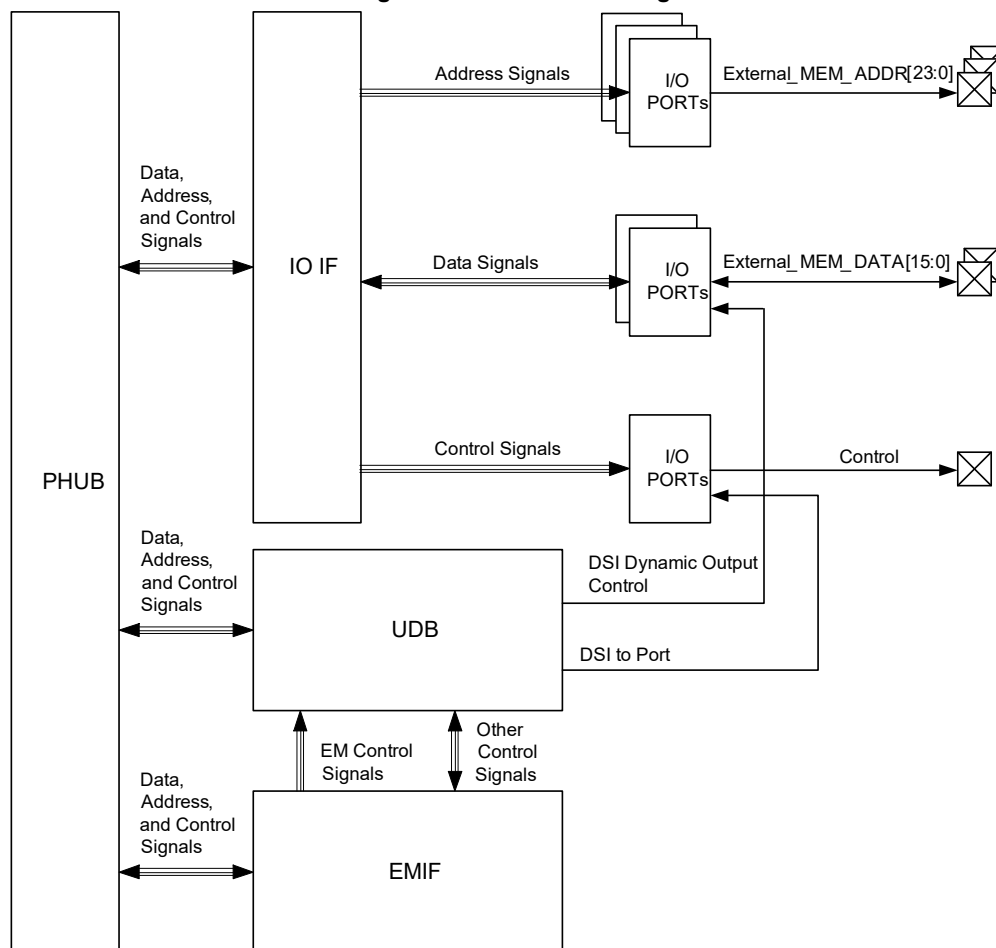 Address Signals
I/O
PORTs
External_MEM_ADDR[23:0]
Data,
Address,
and Control
Signals
IO IF
Data Signals
I/O
PORTs
External_MEM_DATA[15:0]
Control Signals
I/O
PORTs
Control
PHUB
Data,
Address,
and Control
Signals
UDB
DSI Dynamic Output
Control
DSI to Port
EM Control
Signals
Other
Control
Signals
Data,
Address,
and Control
Signals
EMIF